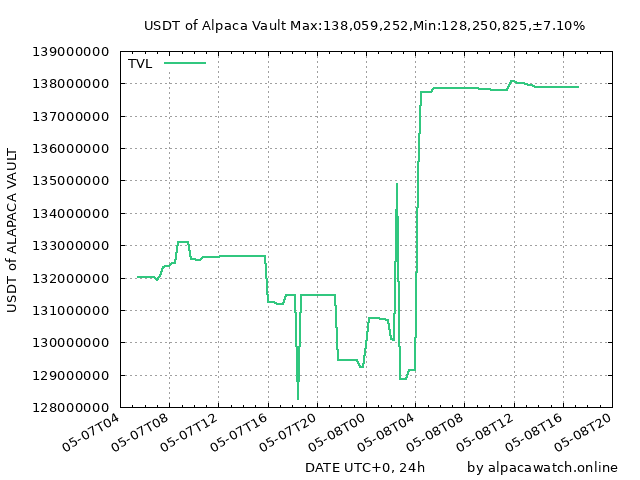 USDT of Alpaca Vault Max:138,059,252,Min:128,250,825,±7.10%
TVL
139000000
138000000
137000000
136000000
135000000
134000000
133000000
132000000
131000000
130000000
129000000
128000000
USDT of ALAPACA VAULT
05-07T04
05-07T08
05-07T12
05-07T16
05-07T20
05-08T00
05-08T04
05-08T08
05-08T12
05-08T16
05-08T20
DATE UTC+0, 24h
by alpacawatch.online